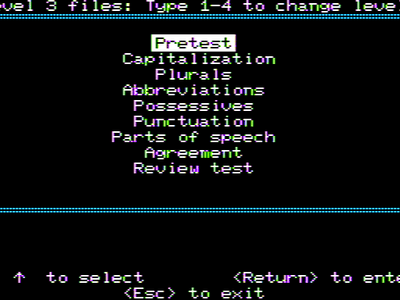 evel 3 files: Type 1-4 to change leve
Pretest
Capitalization
Plurals
Abbreviations
Possessives
Punctuation
Parts of speech
Agreement
Review test
↑ to select <Return> to ente
<Esc> to exit